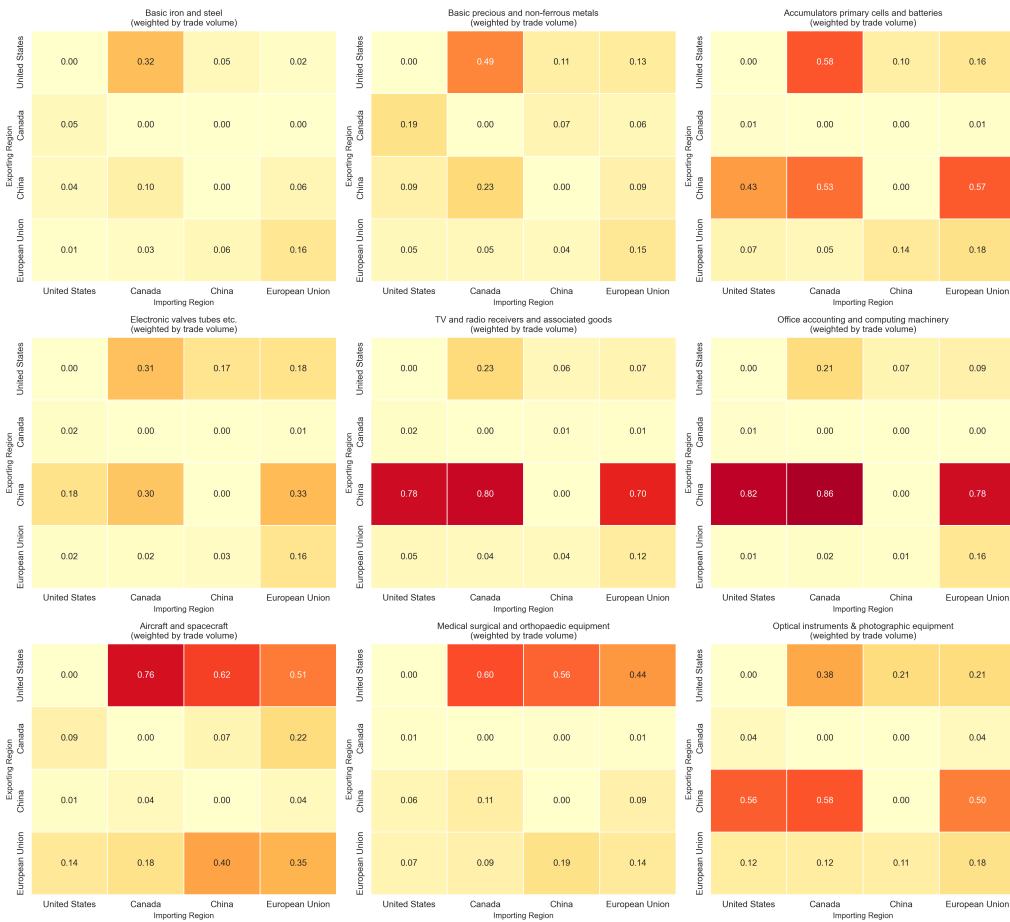 Basic iron and steel
(weighted by trade volume)
Exporting Region
United States
0.00 0.32 0.05 0.02
Canada
0.05 0.00 0.00 0.00
China
0.04 0.10 0.00 0.06
European Union
0.01 0.03 0.06 0.16
United States Canada China European Union
Importing Region
Basic precious and non-ferrous metals
(weighted by trade volume)
Exporting Region
United States
0.00 0.49 0.11 0.13
Canada
0.19 0.00 0.07 0.06
China
0.09 0.23 0.00 0.09
European Union
0.05 0.05 0.04 0.15
United States Canada China European Union
Importing Region
Accumulators primary cells and batteries
(weighted by trade volume)
Exporting Region
United States
0.00 0.58 0.10 0.16
Canada
0.01 0.00 0.00 0.01
China
0.43 0.53 0.00 0.57
European Union
0.07 0.05 0.14 0.18
United States Canada China European Union
Importing Region
Electronic valves tubes etc.
(weighted by trade volume)
Exporting Region
United States
0.00 0.31 0.17 0.18
Canada
0.02 0.00 0.00 0.01
China
0.18 0.30 0.00 0.33
European Union
0.02 0.02 0.03 0.16
United States Canada China European Union
Importing Region
TV and radio receivers and associated goods
(weighted by trade volume)
Exporting Region
United States
0.00 0.23 0.06 0.07
Canada
0.02 0.00 0.01 0.01
China
0.78 0.80 0.00 0.70
European Union
0.05 0.04 0.04 0.12
United States Canada China European Union
Importing Region
Office accounting and computing machinery
(weighted by trade volume)
Exporting Region
United States
0.00 0.21 0.07 0.09
Canada
0.01 0.00 0.00 0.00
China
0.82 0.86 0.00 0.78
European Union
0.01 0.02 0.01 0.16
United States Canada China European Union
Importing Region
Aircraft and spacecraft
(weighted by trade volume)
Exporting Region
United States
0.00 0.76 0.62 0.51
Canada
0.09 0.00 0.07 0.22
China
0.01 0.04 0.00 0.04
European Union
0.14 0.18 0.40 0.35
United States Canada China European Union
Importing Region
Medical surgical and orthopaedic equipment
(weighted by trade volume)
Exporting Region
United States
0.00 0.60 0.56 0.44
Canada
0.01 0.00 0.00 0.01
China
0.06 0.11 0.00 0.09
European Union
0.07 0.09 0.19 0.14
United States Canada China European Union
Importing Region
Optical instruments & photographic equipment
(weighted by trade volume)
Exporting Region
United States
0.00 0.38 0.21 0.21
Canada
0.04 0.00 0.00 0.04
China
0.56 0.58 0.00 0.50
European Union
0.12 0.12 0.11 0.18
United States Canada China European Union
Importing Region